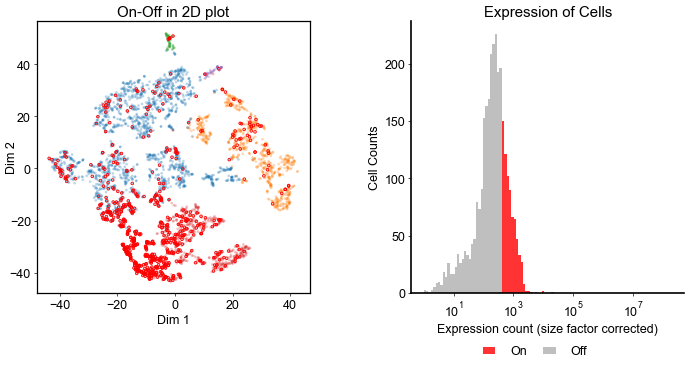 On-Off in 2D plot
Expression of Cells
Dim 2
40
20
0
−20
−40
−40 −20 0 20 40
Dim 1
Cell Counts
200
150
100
50
0
10^1 10^3 10^5 10^7
Expression count (size factor corrected)
On Off